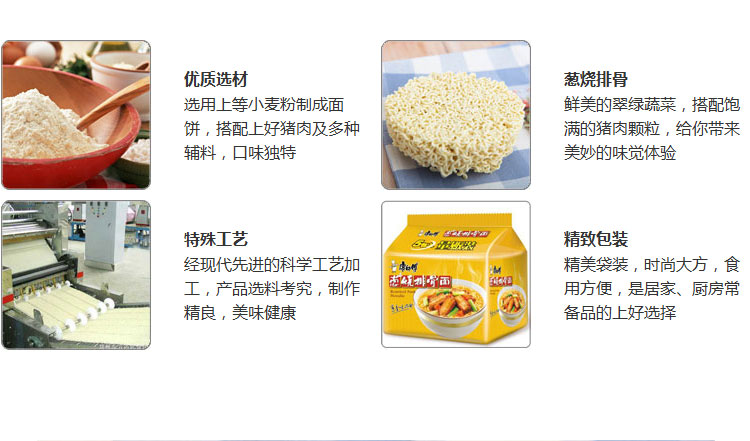 优质选材
选用上等小麦粉制成面
饼，搭配上好猪肉及多种
辅料，口味独特
葱烧排骨
鲜美的翠绿蔬菜，搭配饱
满的猪肉颗粒，给你带来
美妙的味觉体验
特殊工艺
经现代先进的科学工艺加
工，产品选料考究，制作
精良，美味健康
精致包装
精美袋装，时尚大方，食
用方便，是居家、厨房常
备品的上好选择
康师傅
葱烧排骨面